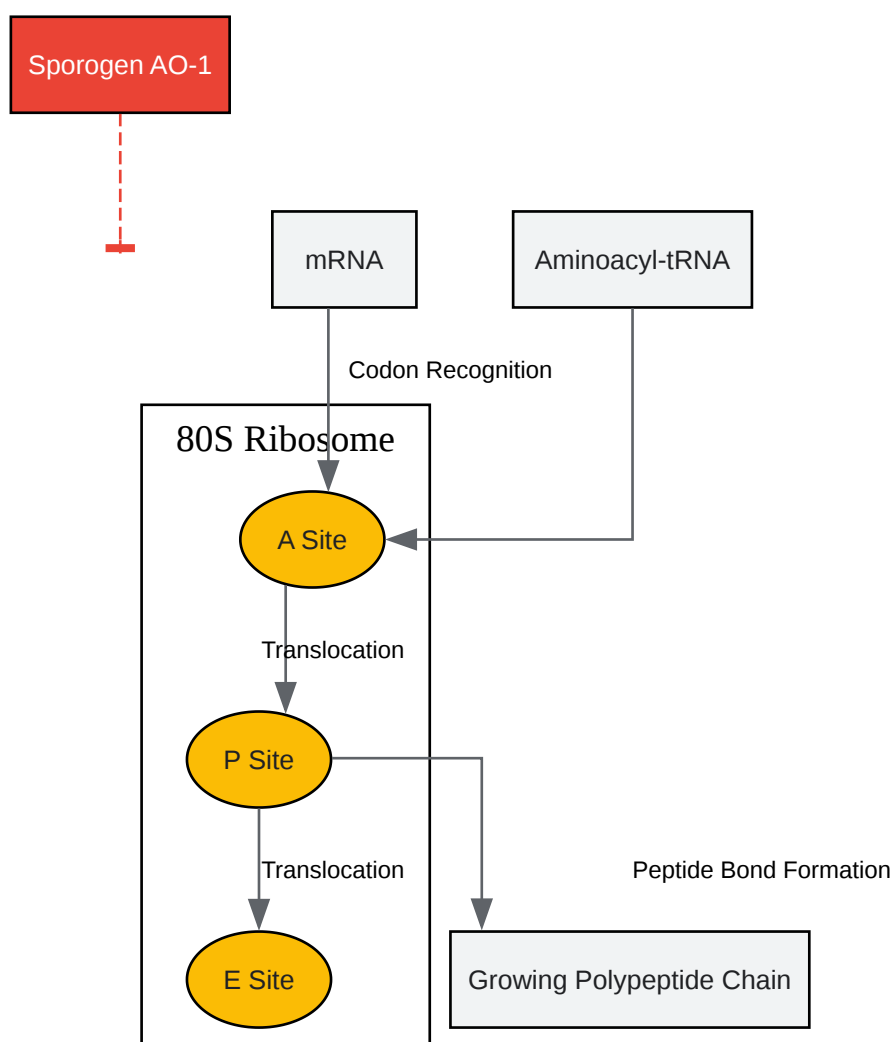 Sporogen AO-1
mRNA
Aminoacyl-tRNA
Codon Recognition
80S Ribosome
A Site
Translocation
P Site
Translocation
Peptide Bond Formation
E Site
Growing Polypeptide Chain